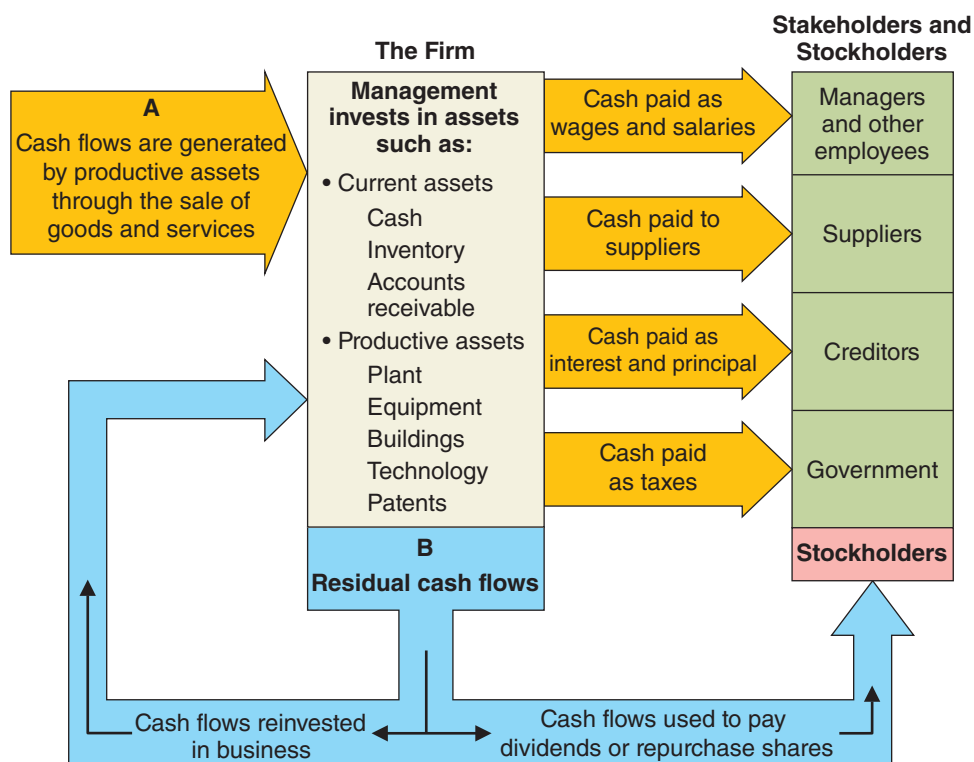 The Firm
Stakeholders and
Stockholders
A
Cash flows are generated
by productive assets
through the sale of
goods and services
Management
invests in assets
such as:
• Current assets
Cash
Inventory
Accounts
receivable
• Productive assets
Plant
Equipment
Buildings
Technology
Patents
B
Residual cash flows
Cash paid as
wages and salaries
Cash paid to
suppliers
Cash paid as
interest and principal
Cash paid
as taxes
Managers
and other
employees
Suppliers
Creditors
Government
Stockholders
Cash flows reinvested
in business
Cash flows used to pay
dividends or repurchase shares